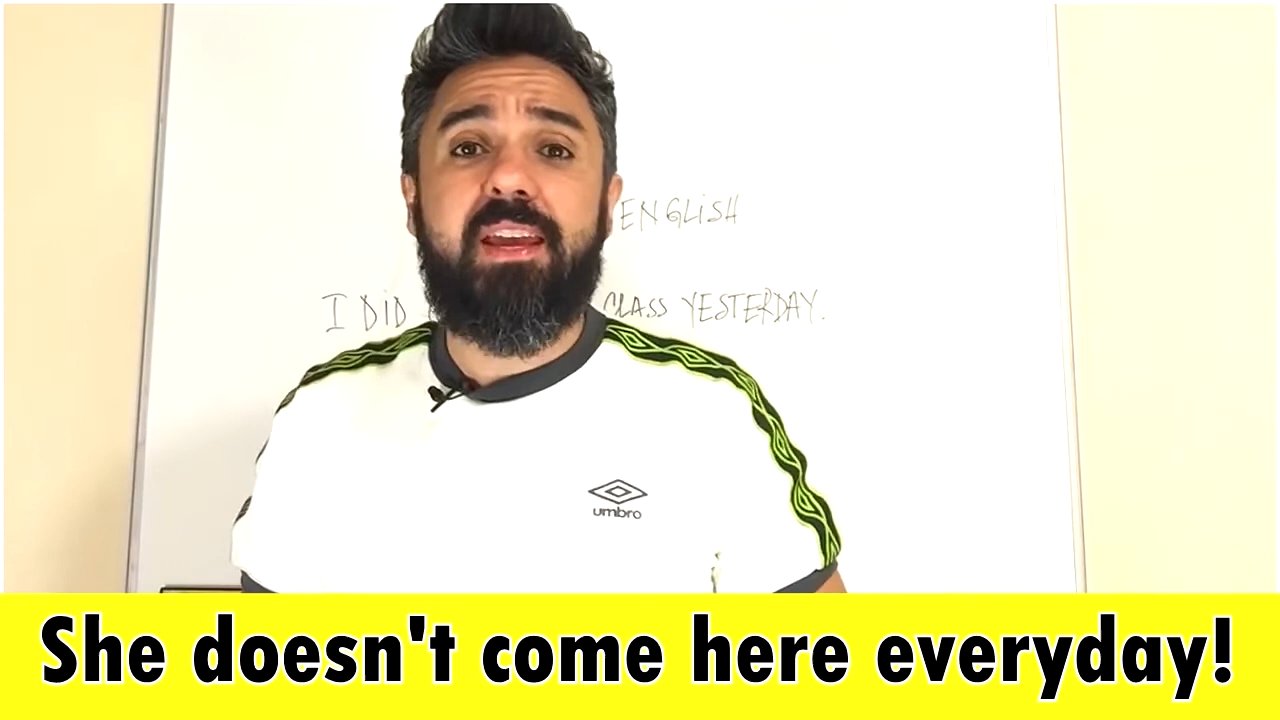 ENGLISH
I DID CLASS YESTERDAY.
umbro
She doesn't come here everyday!